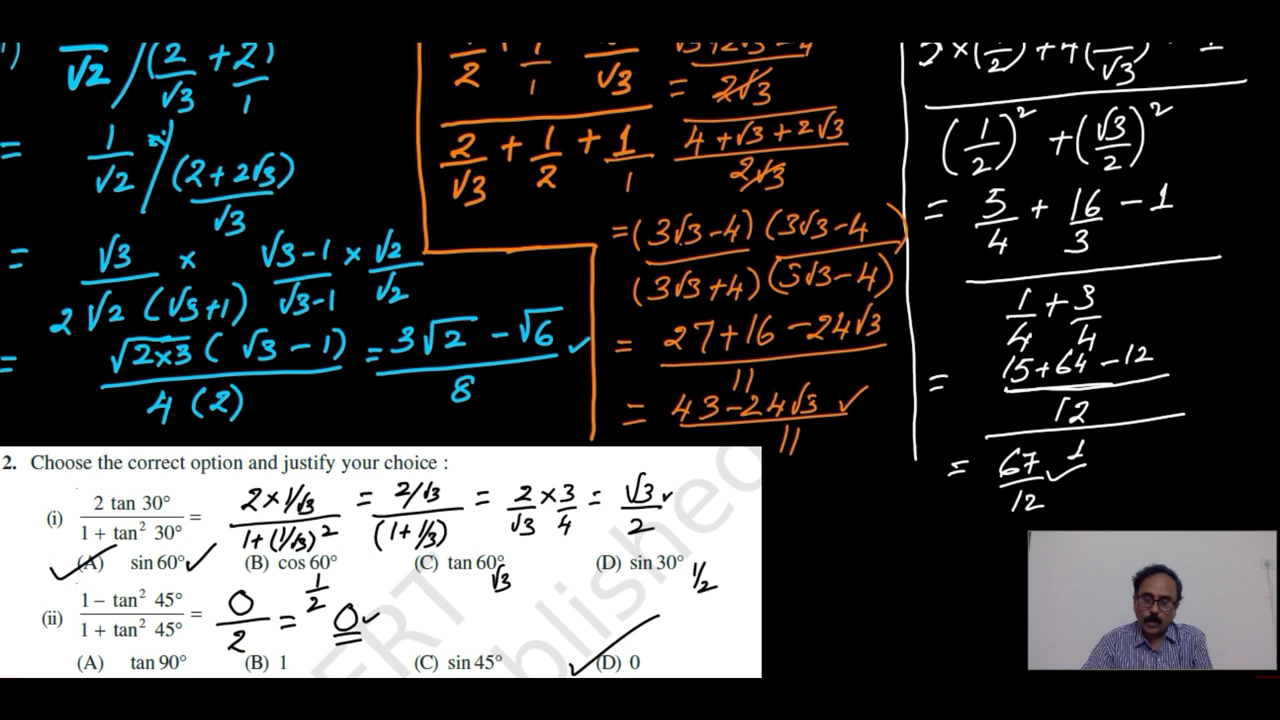 √2 / (2/√3 + 2/1)
= 1/√2 / (2+2√3)/√3
= √3 / 2√2 (√3+1) × √3-1 / √3-1 × √2/√2
= √(2×3) (√3-1) / 4(2) = 3√2 - √6 / 8 ✓
2 1 √3 = 2√3
2/√3 + 1/2 + 1/1 4+√3+2√3 / 2√3
= (3√3-4) (3√3-4 / (3√3+4) (3√3-4)
= 27+16-24√3 / 11
= 43-24√3 / 11 ✓
(1/2)² + (√3/2)²
= 5/4 + 16/3 - 1
1/4 + 3/4
= 15+64-12 / 12
1
= 67/12 ✓
2. Choose the correct option and justify your choice :
(i) 2 tan 30° / 1 + tan² 30° = 2×1/√3 / 1+(1/√3)² = 2/√3 / (1+1/3) = 2/√3 × 3/4 = √3/2 ✓
(A) sin 60° ✓ (B) cos 60° (C) tan 60° (D) sin 30° 1/2
1/2 √3
(ii) 1 – tan² 45° / 1 + tan² 45° = 0/2 = 0 ✓
(A) tan 90° (B) 1 (C) sin 45° (D) 0